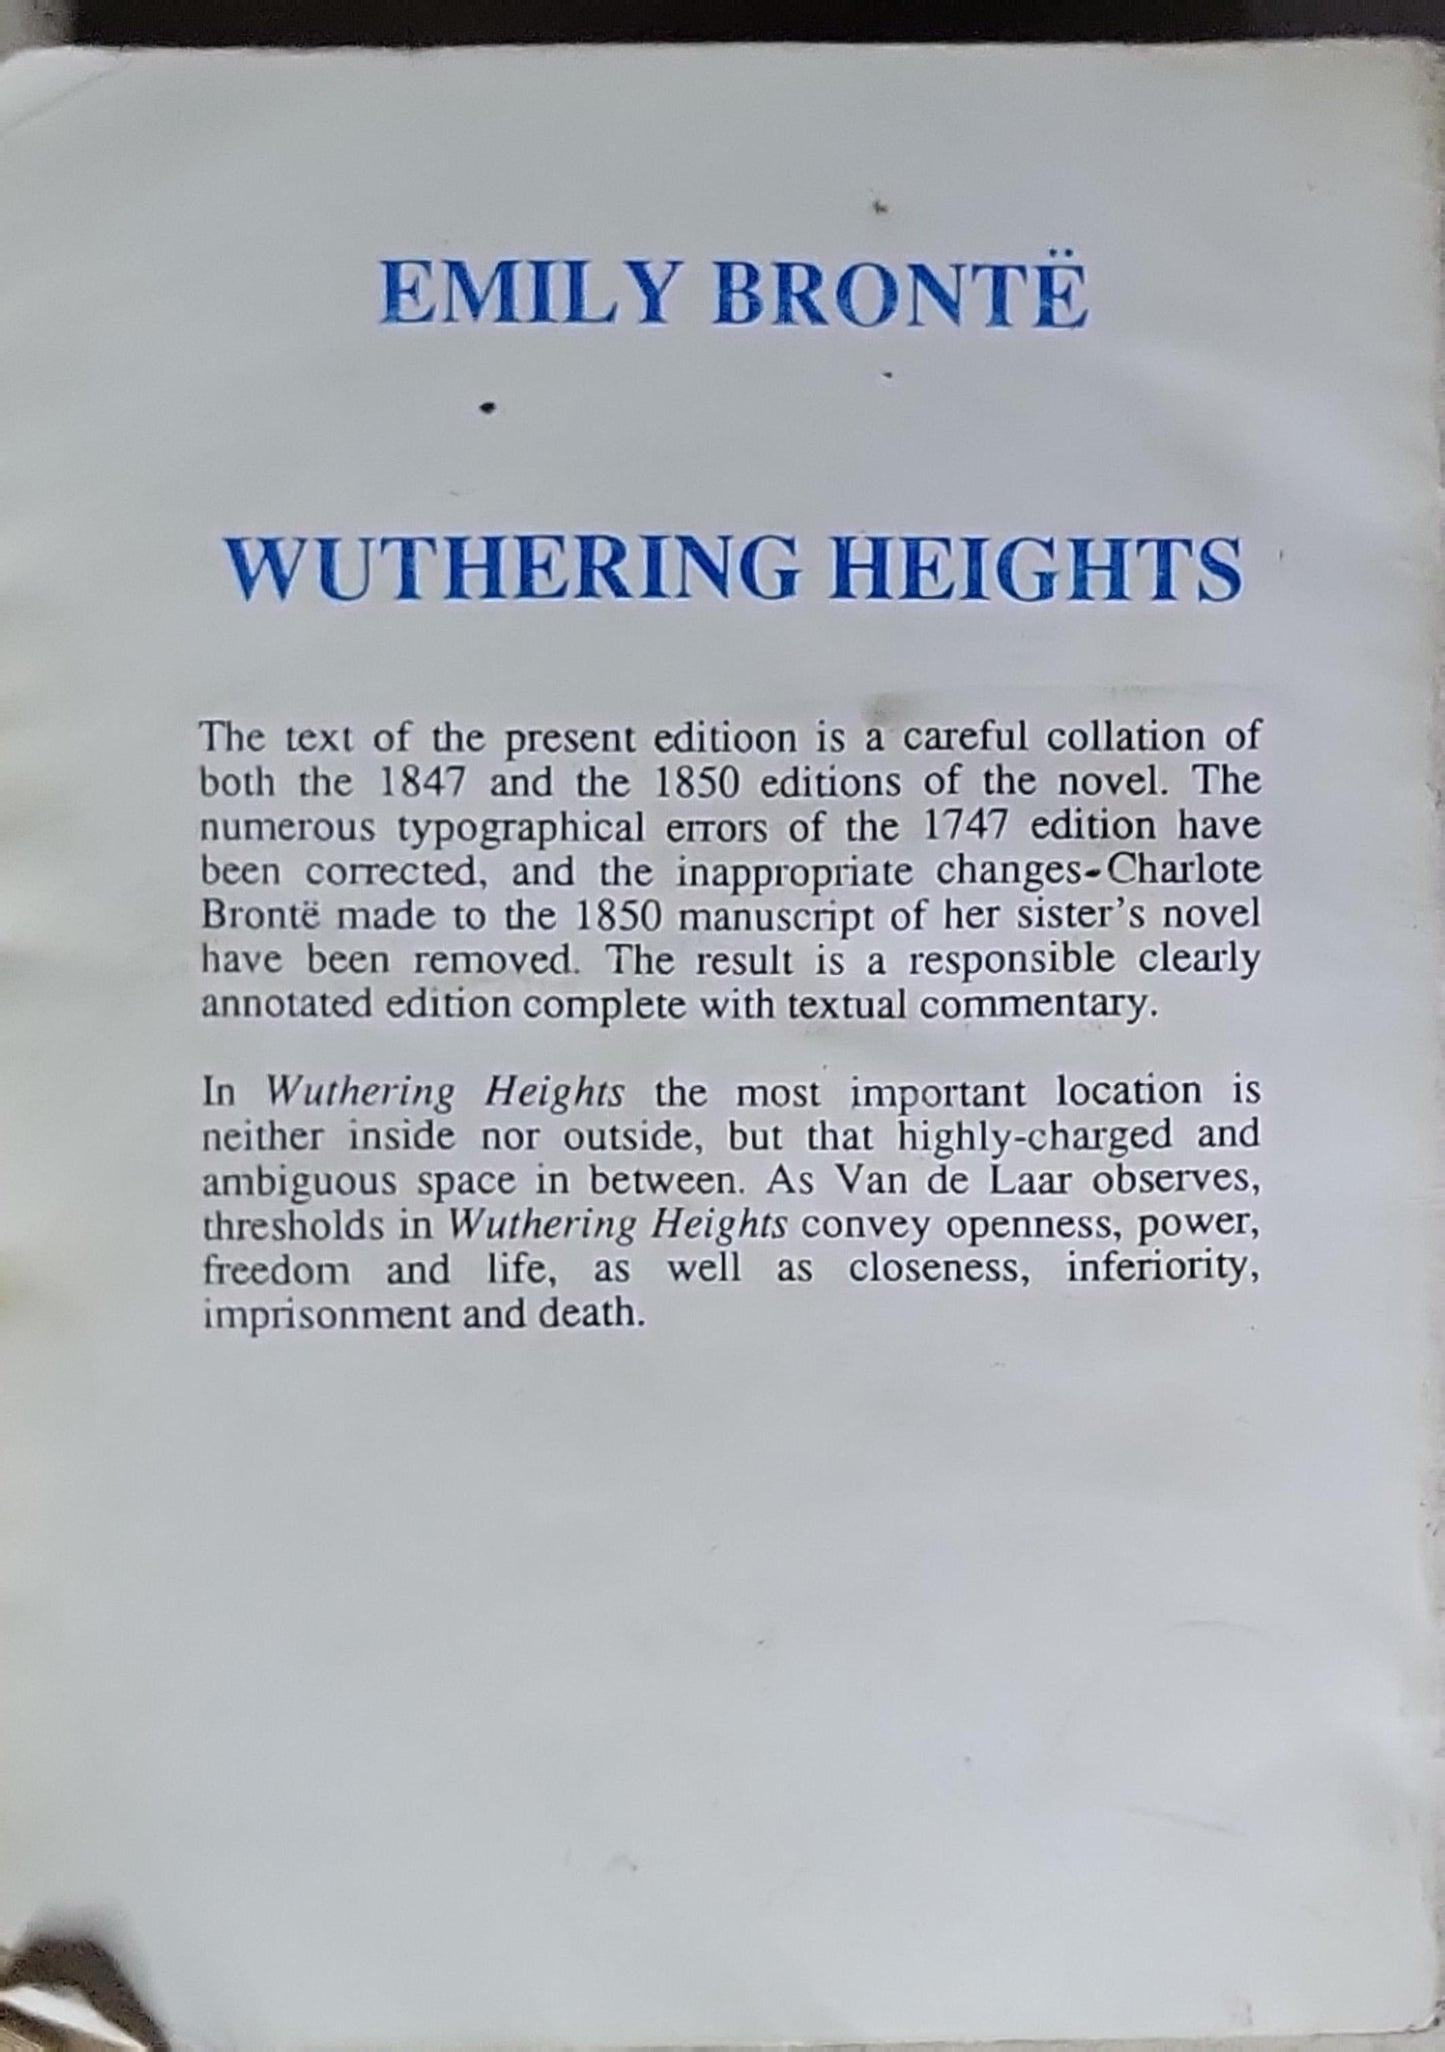 EMILY BRONTË
WUTHERING HEIGHTS
The text of the present editioon is a careful collation of
both the 1847 and the 1850 editions of the novel. The
numerous typographical errors of the 1747 edition have
been corrected, and the inappropriate changes-Charlote
Brontë made to the 1850 manuscript of her sister's novel
have been removed. The result is a responsible clearly
annotated edition complete with textual commentary.
In Wuthering Heights the most important location is
neither inside nor outside, but that highly-charged and
ambiguous space in between. As Van de Laar observes,
thresholds in Wuthering Heights convey openness, power,
freedom and life, as well as closeness, inferiority,
imprisonment and death.